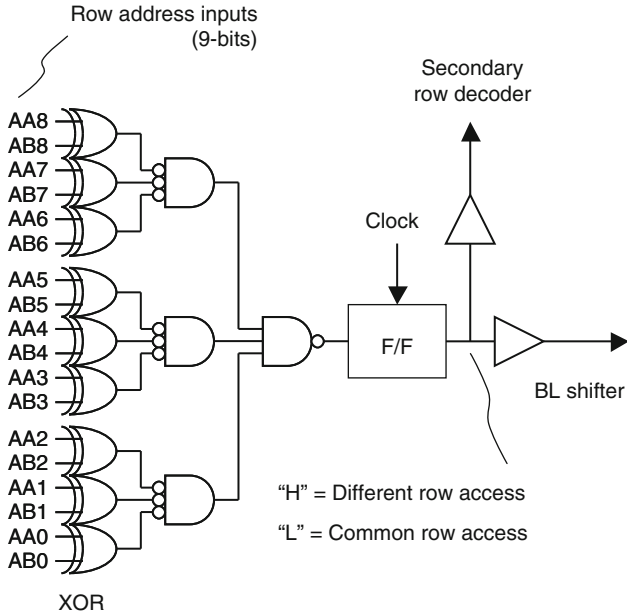 Row address inputs
(9-bits)
Secondary
row decoder
AA8
AB8
AA7
AB7
AA6
AB6
Clock
AA5
AB5
AA4
AB4
AA3
AB3
F/F
BL shifter
AA2
AB2
AA1
AB1
AA0
AB0
“H” = Different row access
“L” = Common row access
XOR